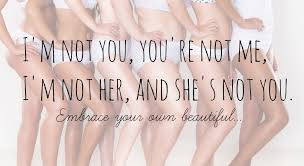 I'm not you, you're not me,
I'm not her, and she's not you.
Embrace your own beautiful...